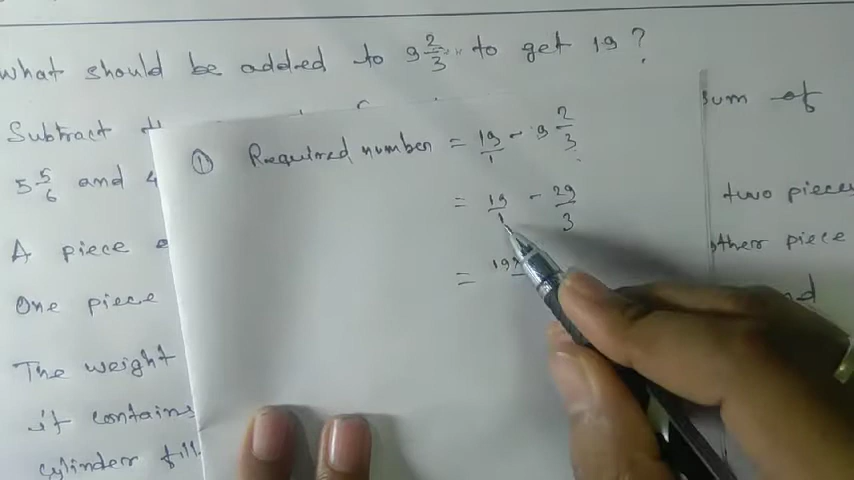 what should be added to 9 2/3 to get 19 ?
Subtract
sum of
5 5/6 and 4
① Required number = 19/1 - 9 2/3
= 19/1 - 29/3
two pieces
A piece
other piece
= 19×
One piece
The weight
it contains
cylinder fill